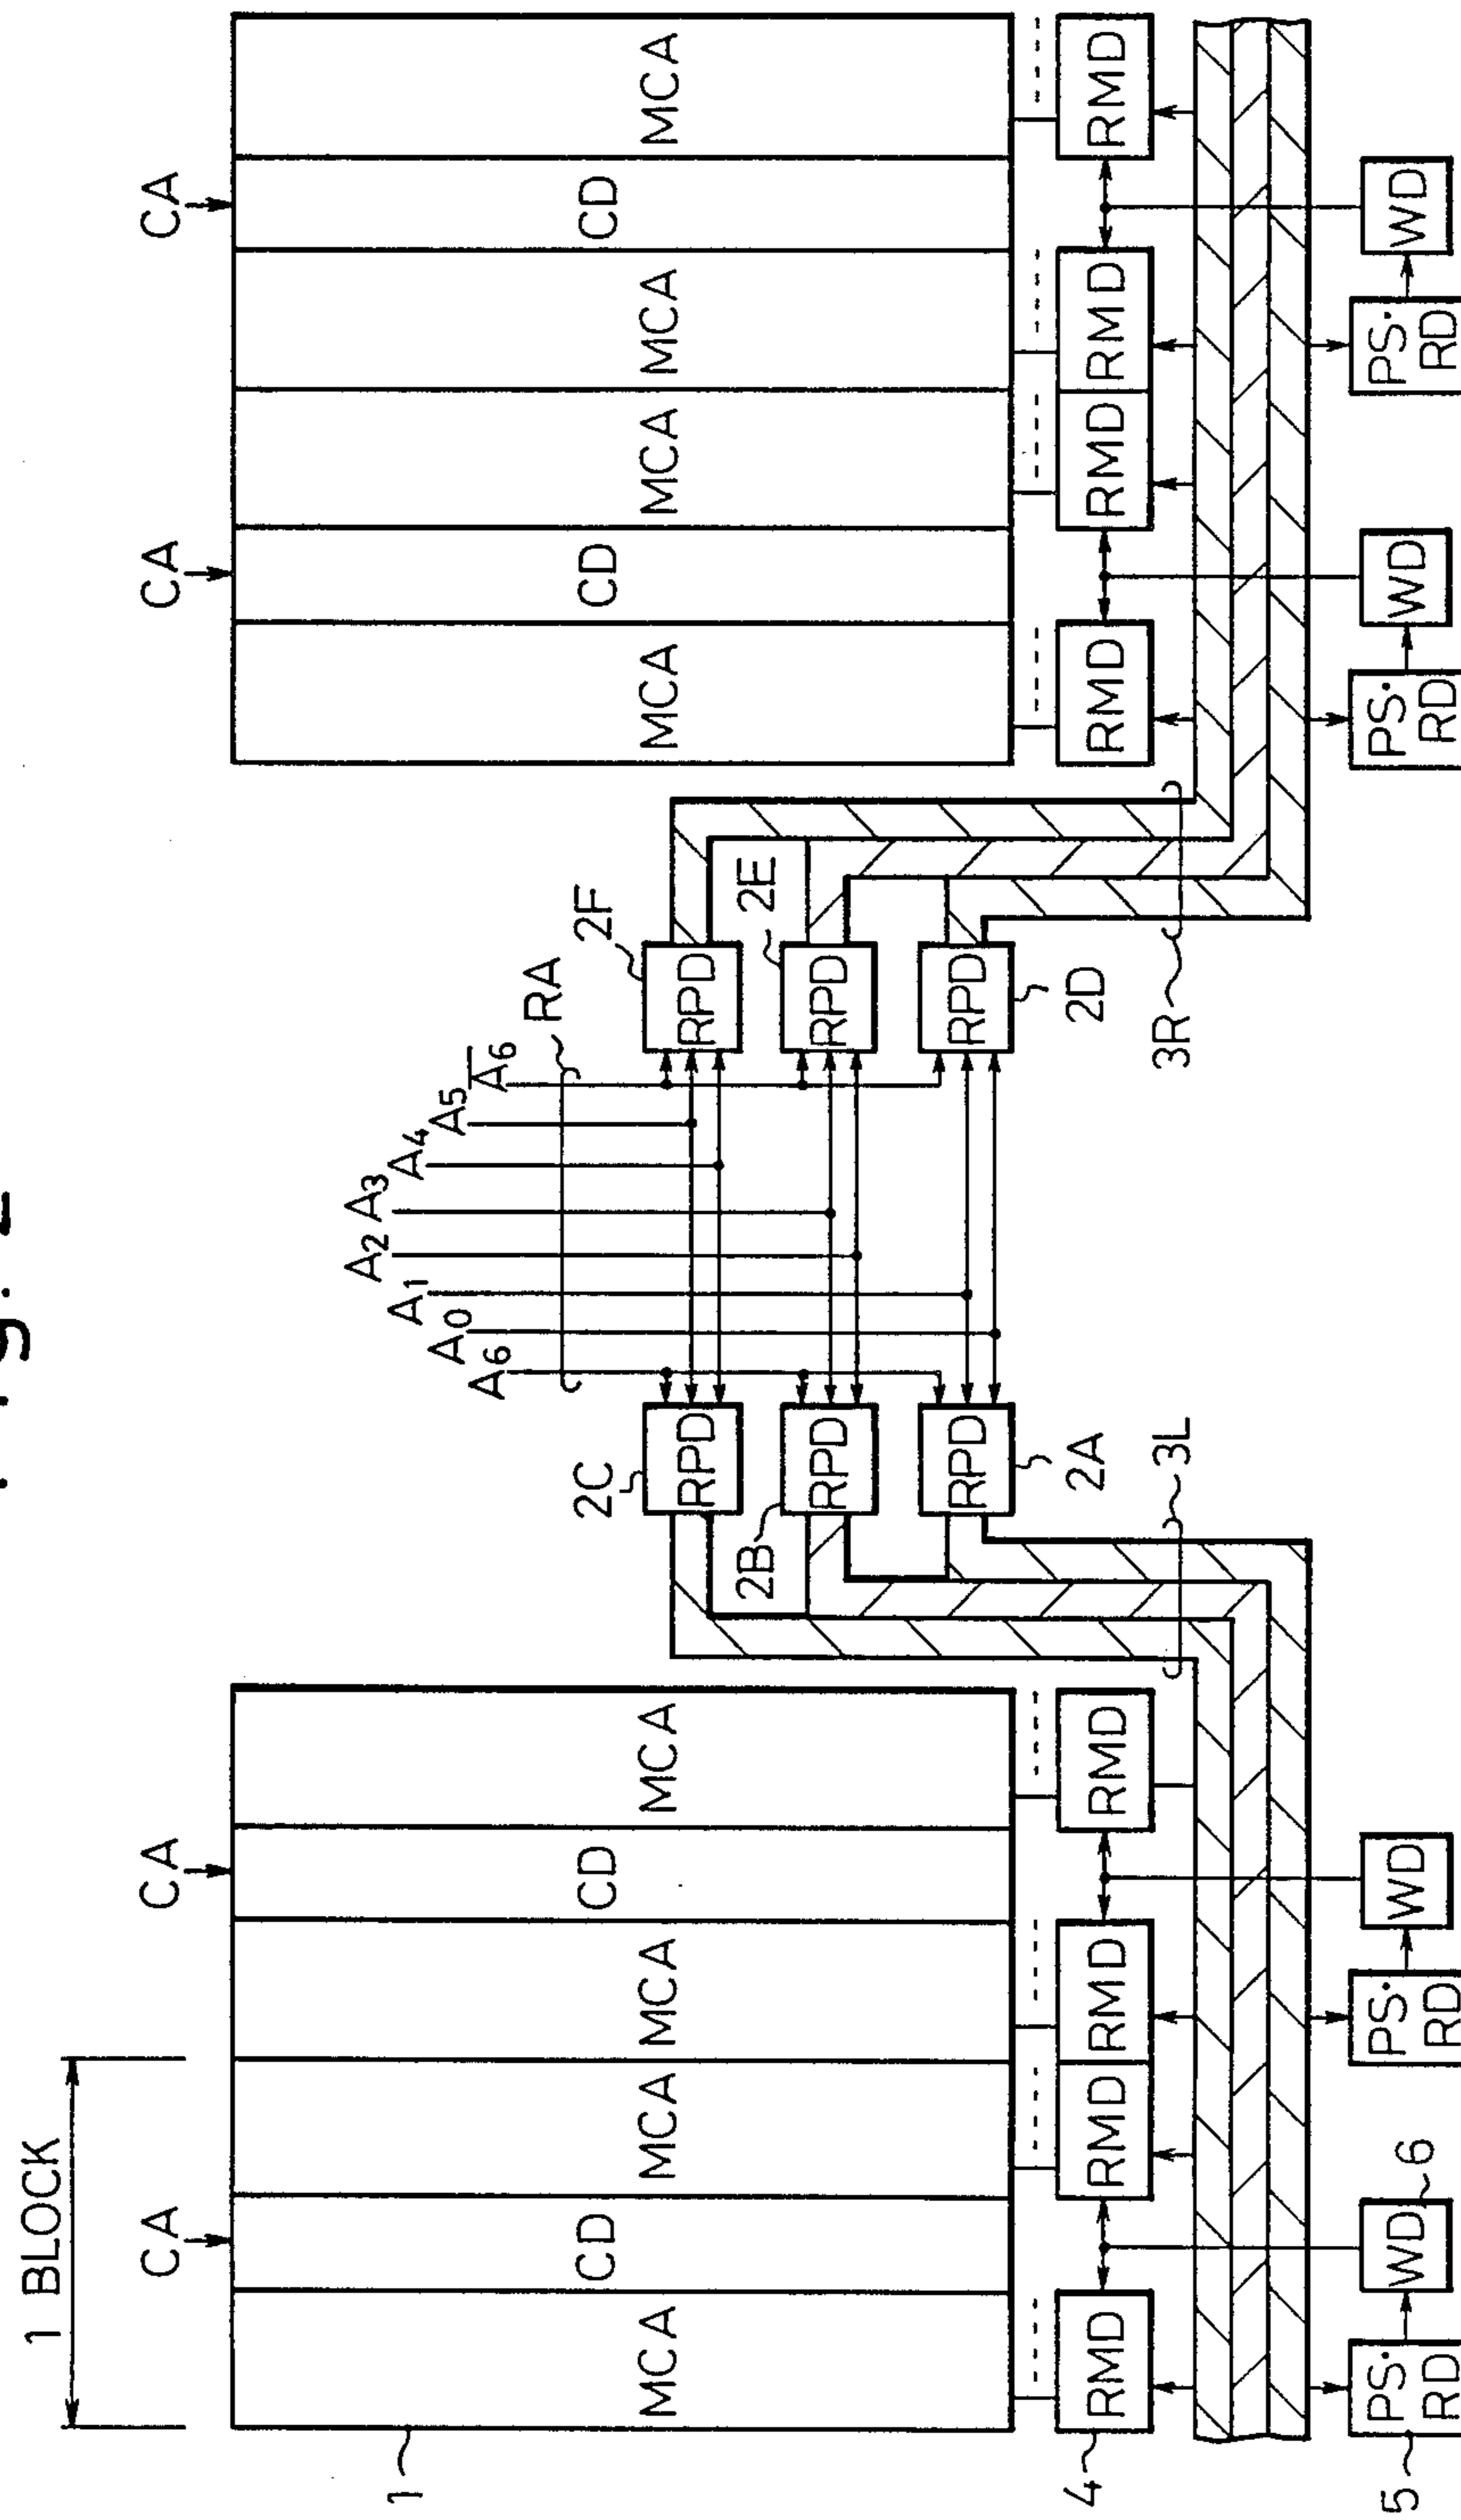 Fig.
1 BLOCK
CA CA CA CA
A2 A3
1 A1 A4
A0 A5
A6 A̅6
RA
2C 2F
CD CD CD CD
MCA MCA MCA MCA MCA MCA MCA MCA
RPD RPD
2B 2E
RPD RPD
RPD RPD
4 2A 2D
RMD RMD RMD RMD RMD RMD RMD RMD
3L 3R
5 PS· WD 6 PS· WD PS· WD PS· WD
RD RD RD RD